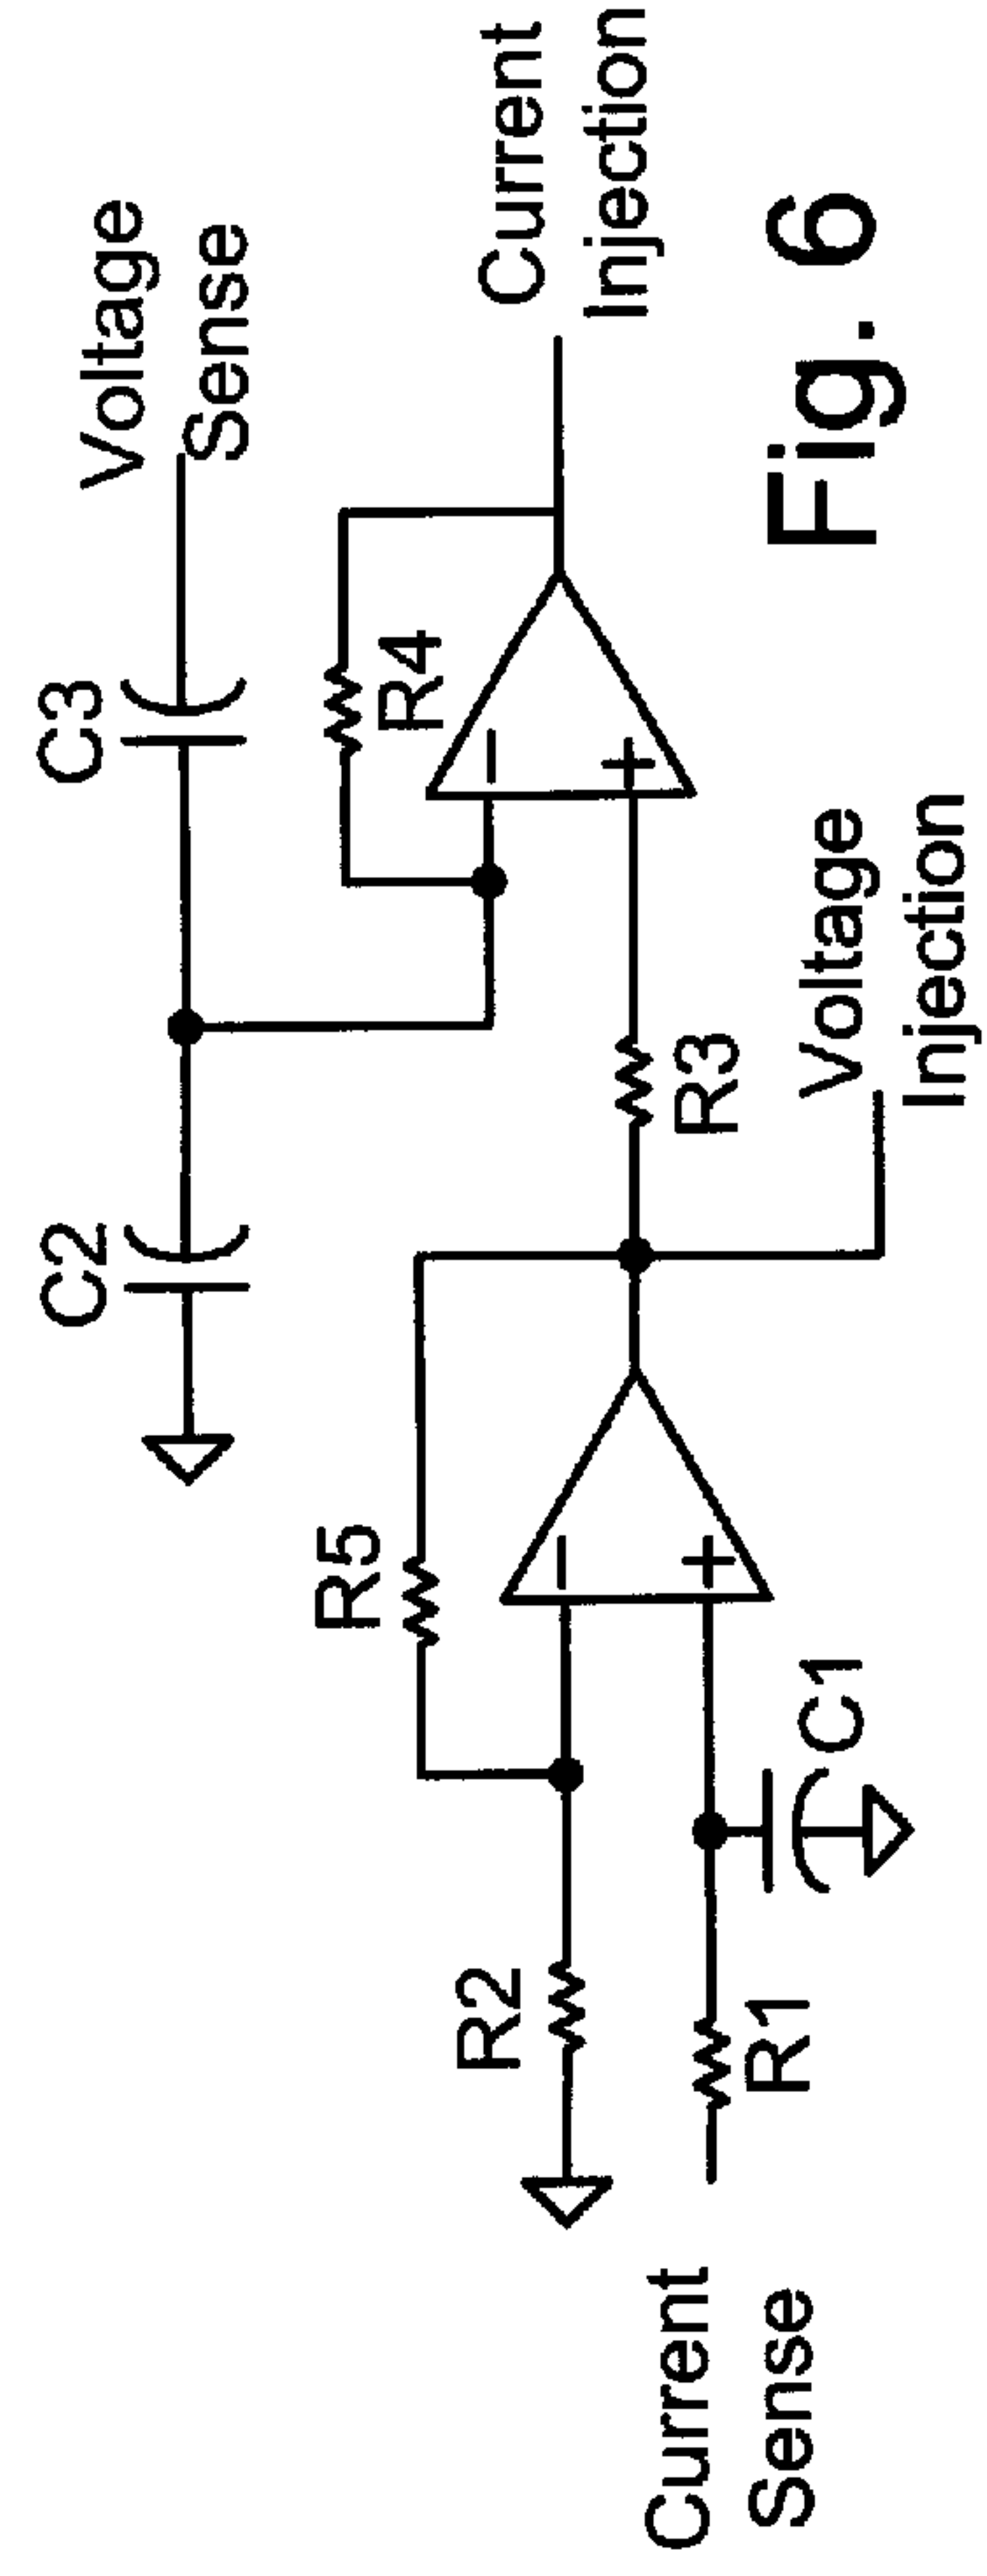 C3
Voltage
Sense
C2
R5
R4
Current
Injection
−
+
R3
R2
−
+
Voltage
Injection
R1
C1
Current
Sense
Fig. 6